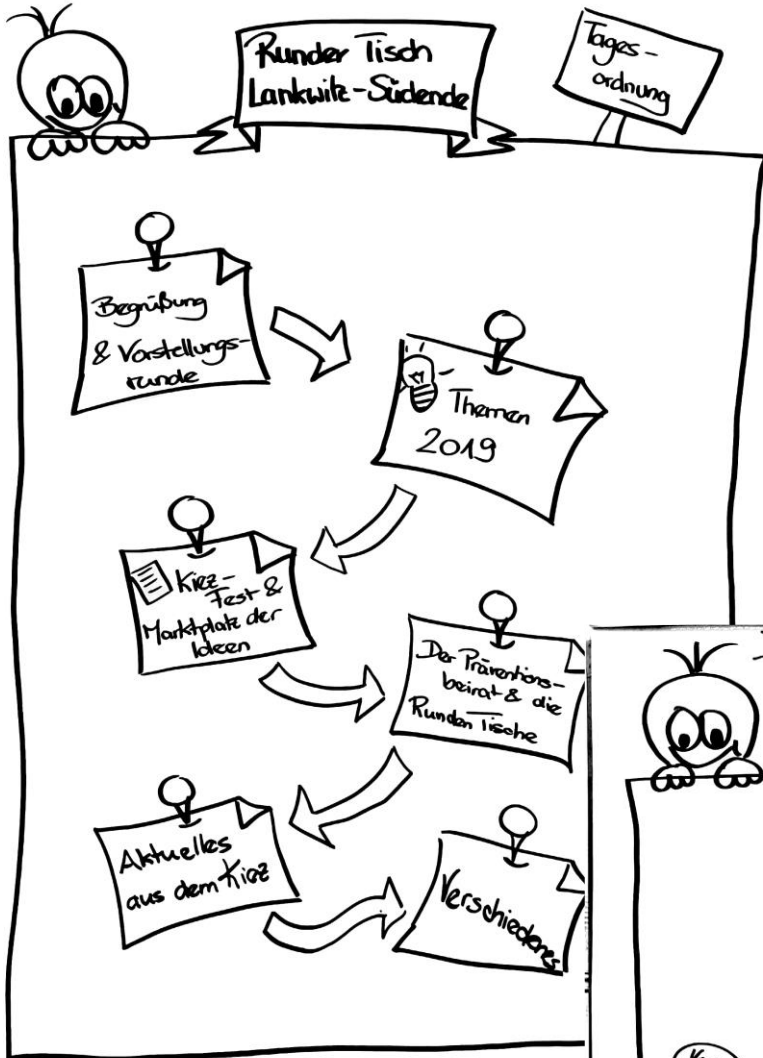 Runder Tisch
Lankwitz-Südende
Tages-
ordnung
Begrüßung
& Vorstellungs-
runde
Themen
2019
Kiez-
Fest &
Marktplatz der
Ideen
Der Präventions-
beirat & die
Runden Tische
Aktuelles
aus dem Kiez
Verschiedenes